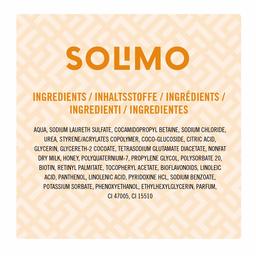 SOLIMO
INGREDIENTS / INHALTSSTOFFE / INGRÉDIENTS /
INGREDIENTI / INGREDIENTES
AQUA, SODIUM LAURETH SULFATE, COCAMIDOPROPYL BETAINE, SODIUM CHLORIDE,
UREA, STYRENE/ACRYLATES COPOLYMER, COCO-GLUCOSIDE, CITRIC ACID,
GLYCERIN, GLYCERETH-2 COCOATE, TETRASODIUM GLUTAMATE DIACETATE, NONFAT
DRY MILK, HONEY, POLYQUATERNIUM-7, PROPYLENE GLYCOL, POLYSORBATE 20,
BIOTIN, RETINYL PALMITATE, TOCOPHERYL ACETATE, BIOFLAVONOIDS, LINOLEIC
ACID, PANTHENOL, LINOLENIC ACID, PYRIDOXINE HCL, SODIUM BENZOATE,
POTASSIUM SORBATE, PHENOXYETHANOL, ETHYLHEXYLGLYCERIN, PARFUM,
CI 47005, CI 15510